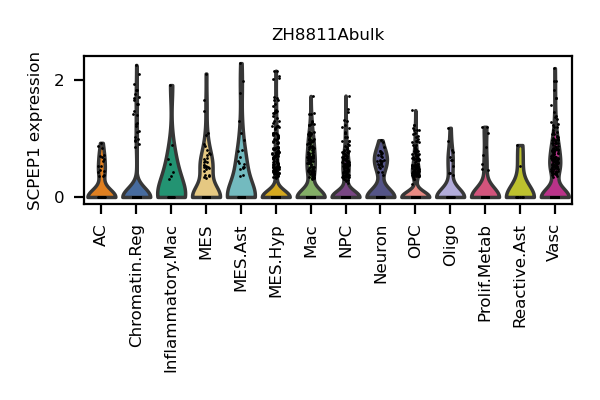 ZH8811Abulk
SCPEP1 expression
2
0
AC
Chromatin.Reg
Inflammatory.Mac
MES
MES.Ast
MES.Hyp
Mac
NPC
Neuron
OPC
Oligo
Prolif.Metab
Reactive.Ast
Vasc